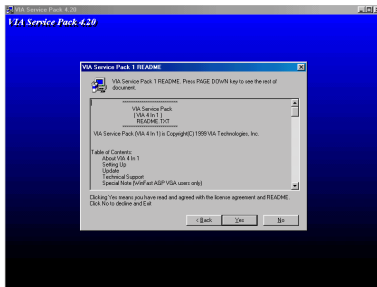 VIA Service Pack 4.20
VIA Service Pack 4.20
VIA Service Pack 1 README
VIA Service Pack 1 README. Press PAGE DOWN key to see the rest of
document.
====================
VIA Service Pack
( VIA 4 In 1 )
README.TXT
====================
VIA Service Pack (VIA 4 In 1) is Copyright(C) 1998 VIA Technologies, Inc.
Table of Contents:
About VIA 4 In 1
Setting Up
Update
Technical Support
Special Note (WinFast AGP VGA users only)
Clicking Yes means you have read and agreed with the license agreement and README.
Click No to decline and Exit
< Back
Yes
No